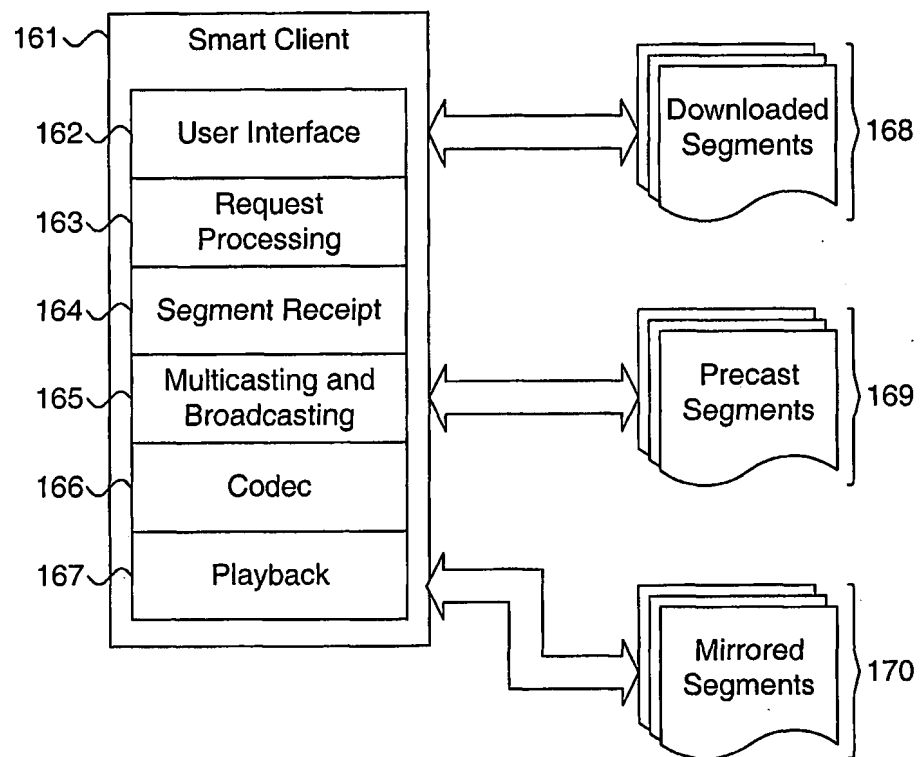 161
Smart Client
162
User Interface
163
Request
Processing
164
Segment Receipt
165
Multicasting and
Broadcasting
166
Codec
167
Playback
Downloaded
Segments
168
Precast
Segments
169
Mirrored
Segments
170